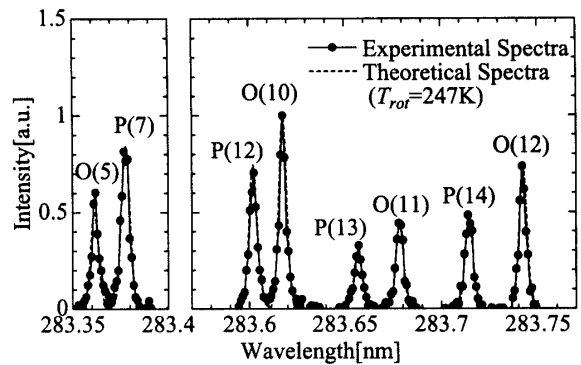 1.5
Experimental Spectra
Theoretical Spectra
(Trot=247K)
O(10)
1
P(7)
O(12)
P(12)
O(5)
Intensity[a.u.]
0.5
P(13)
O(11)
P(14)
0
283.35
283.4
283.6
283.65
283.7
283.75
Wavelength[nm]